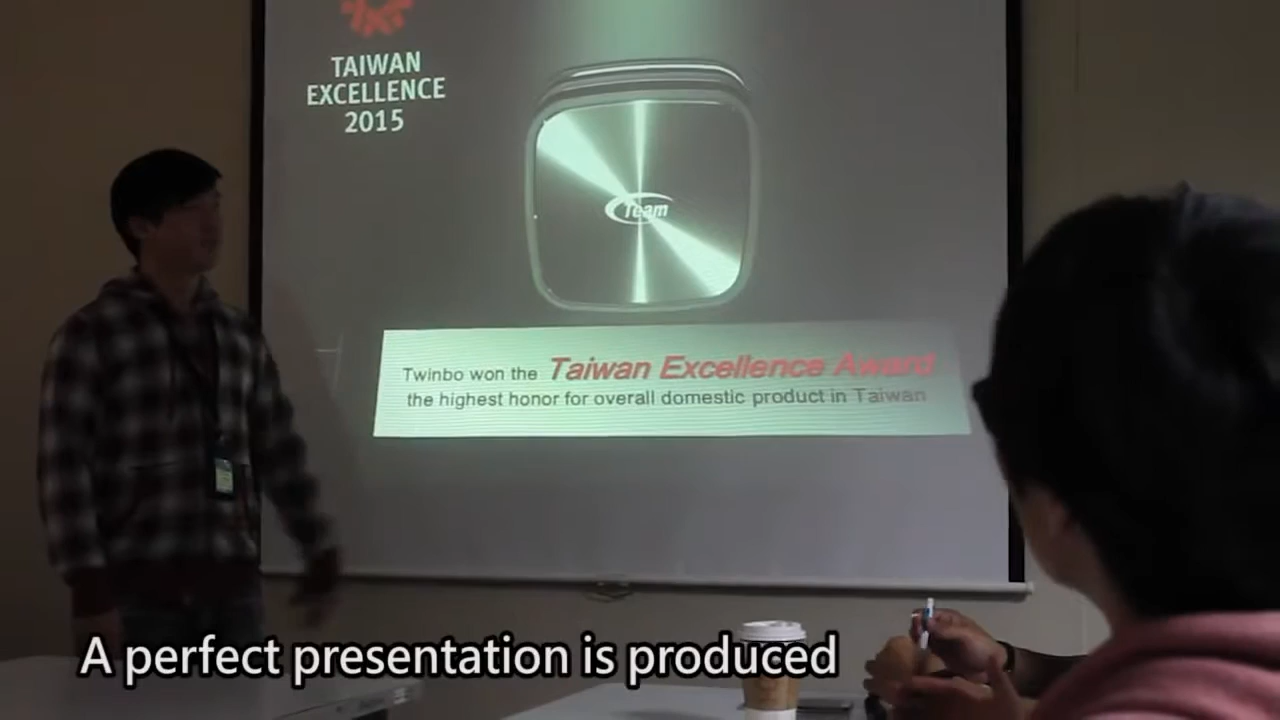 TAIWAN
EXCELLENCE
2015
Team
Twinbo won the Taiwan Excellence Award
the highest honor for overall domestic product in Taiwan
A perfect presentation is produced